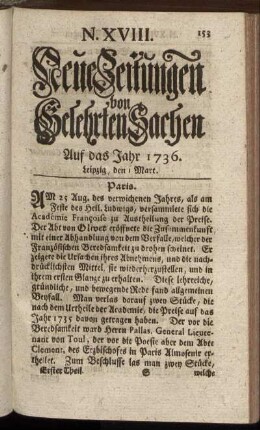 N. XVIII.
153
Neue Zeitungen
von
Gelehrten Sachen
Auf das Jahr 1736.
Leipzig, den 1 Mart.
Paris.
AM 25 Aug. des verwichenen Jahrs, als am
Feste des Heil. Ludwigs, versammlete sich die
Academie Françoise zu Austheilung der Preise.
Der Abt von Olevet eröffnete die Zusammenkunft
mit einer Abhandlung von dem Verfalle, welcher der
Französischen Beredsamkeit zu drohen scheinet. Er
zeigete die Ursachen ihres Abnehmens, und die nach-
drücklichsten Mittel, sie wiederherzustellen, und in
ihrem ersten Glantze zu erhalten. Diese lehrreiche,
gründliche, und bewegende Rede fand allgemeinen
Beyfall. Man verlas darauf zwey Stücke, die
nach dem Urtheile der Academie, die Preise auf das
Jahr 1735 davon getragen haben. Der vor die
Beredsamkeit ward Herrn Pallas, General Lieute-
nant von Toul, der vor die Poesie aber dem Abte
Clement, des Ertzbischofs in Paris Almosenie er-
theilet. Zum Beschlusse las man zwey Stücke,
Erster Theil. S welche